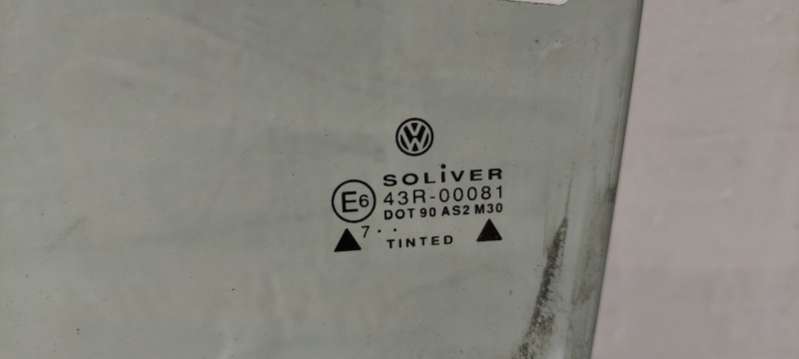 SOLiVER
E6 43R-00081
DOT 90 AS2 M30
7 . .
TINTED